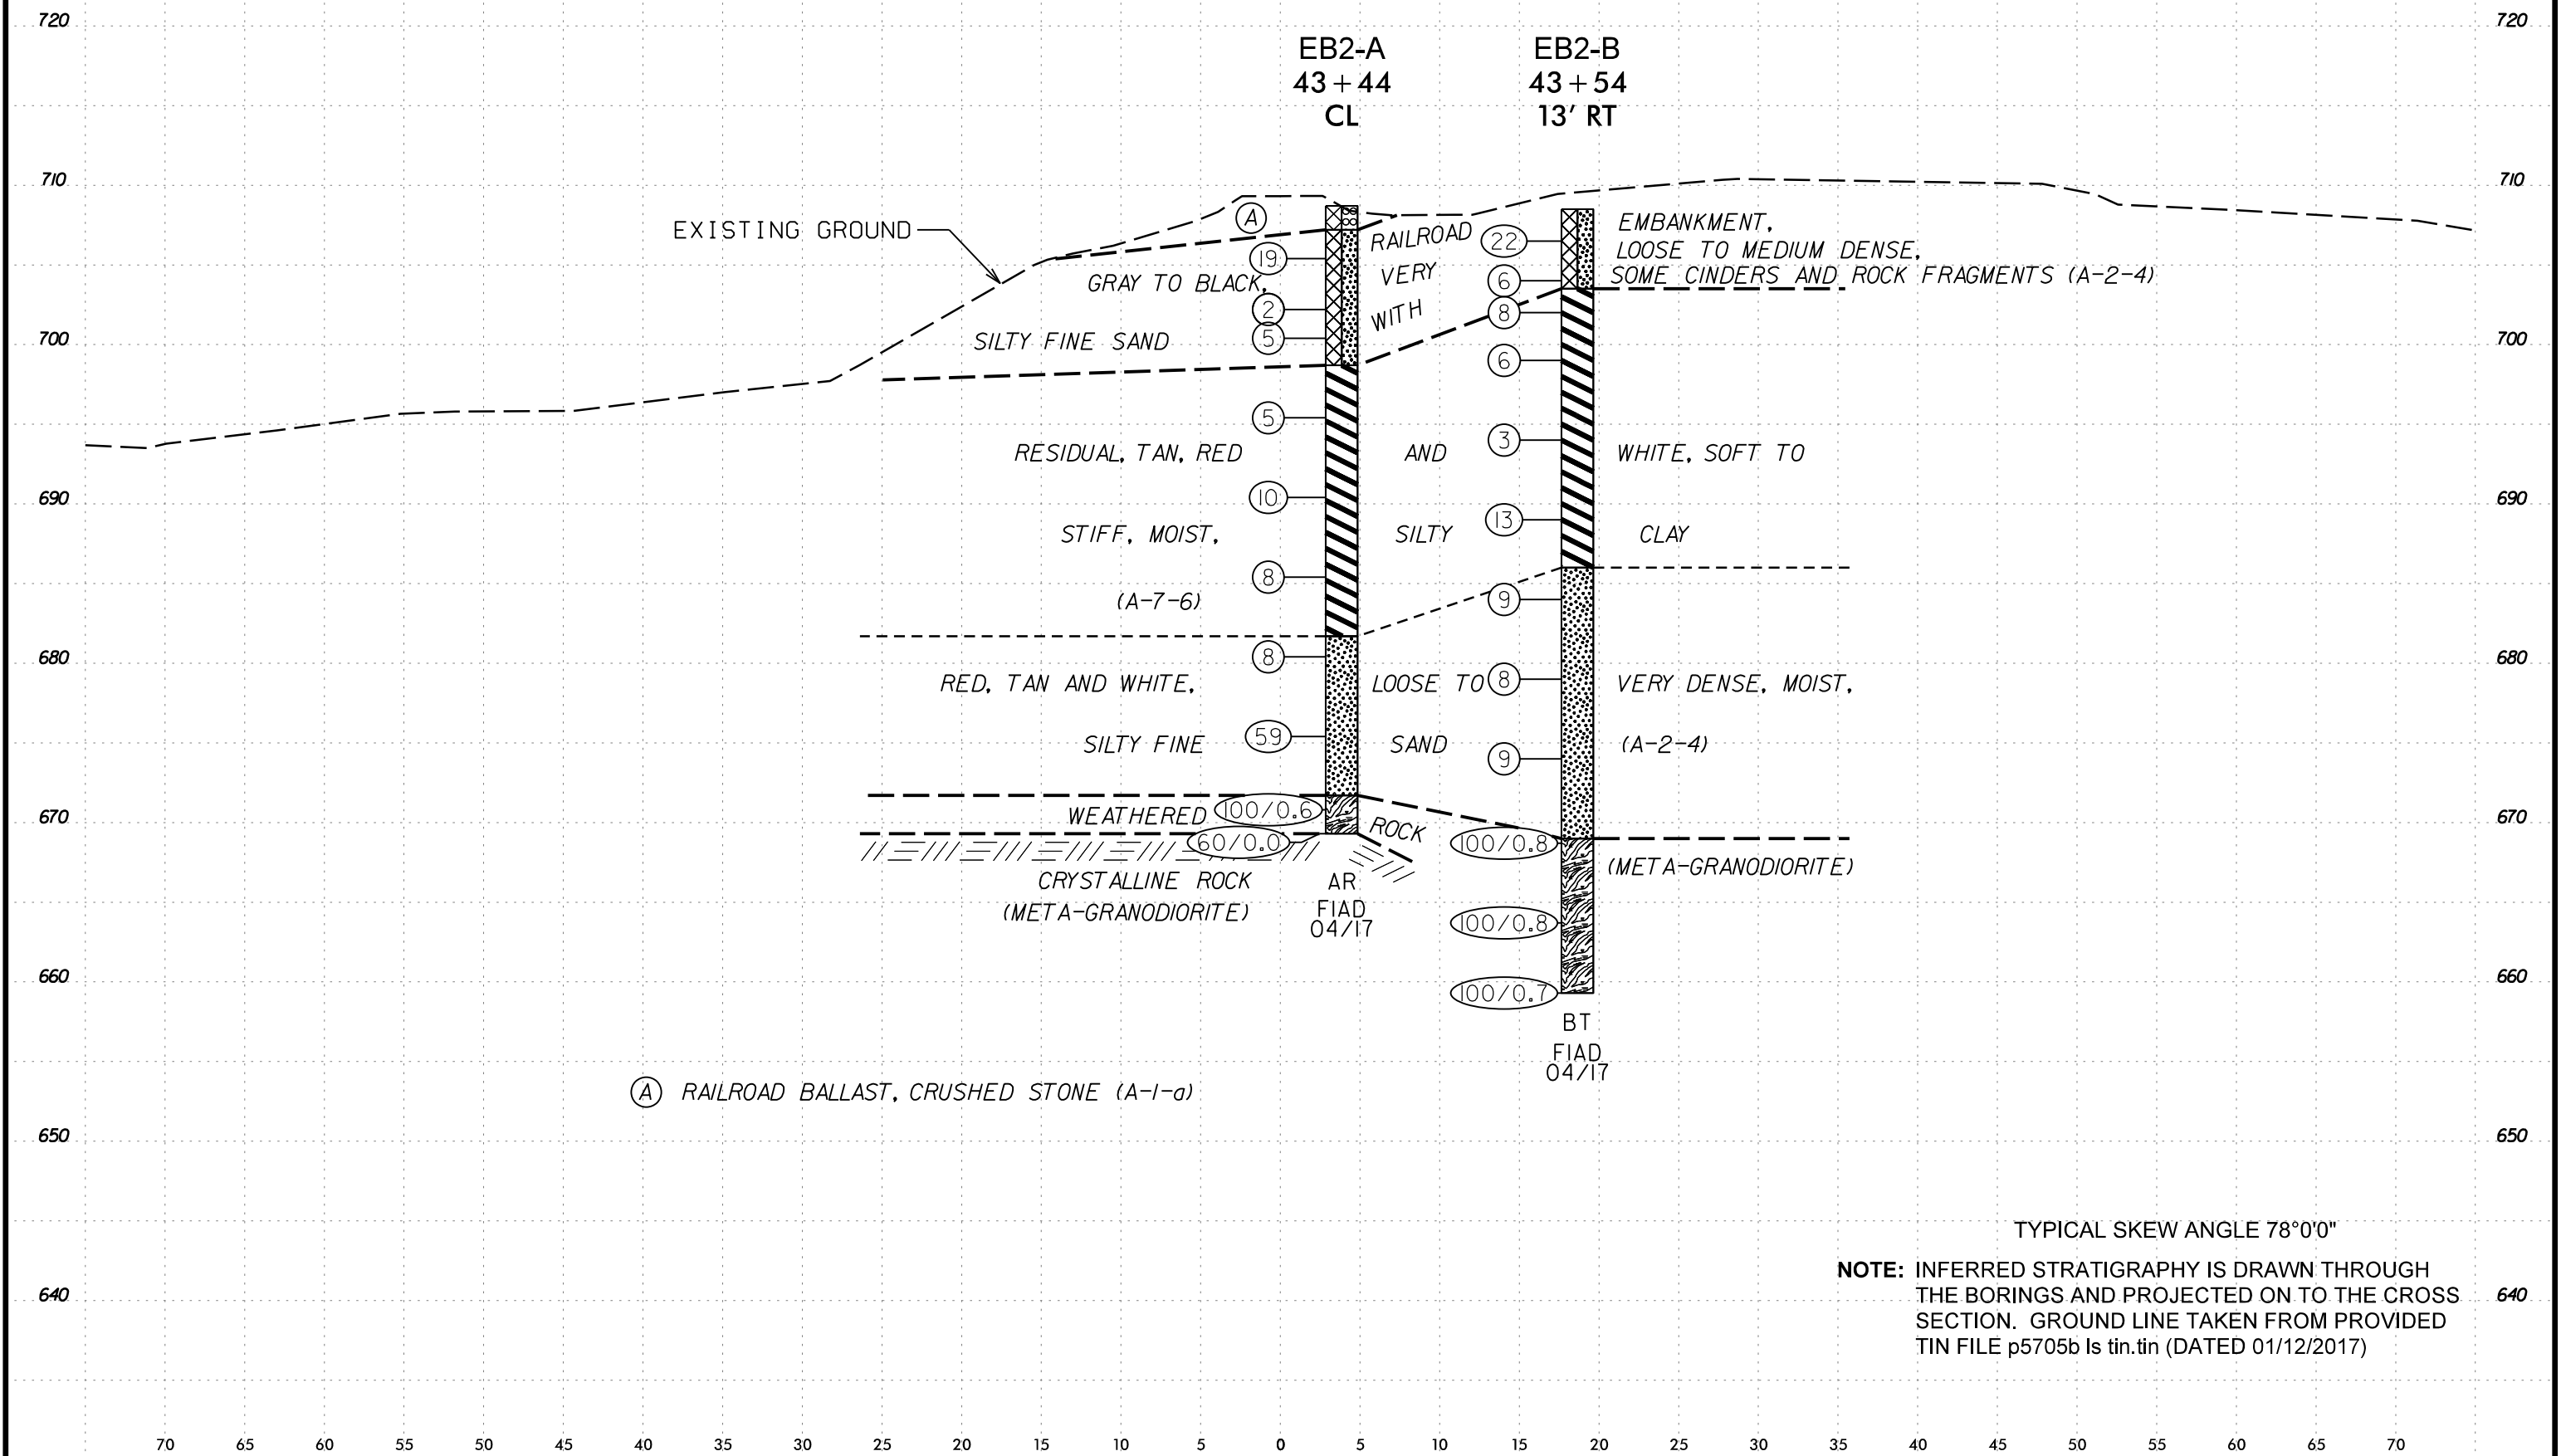 720 720
EB2-A EB2-B
43+44 43+54
CL 13' RT
710 710
EXISTING GROUND
A
RAILROAD 22 EMBANKMENT,
19 LOOSE TO MEDIUM DENSE,
GRAY TO BLACK, VERY 6 SOME CINDERS AND ROCK FRAGMENTS (A-2-4)
2 WITH 8
700 SILTY FINE SAND 5 700
6
5
RESIDUAL, TAN, RED AND 3 WHITE, SOFT TO
690 10 690
13
STIFF, MOIST, SILTY CLAY
8
(A-7-6) 9
680 8 680
RED, TAN AND WHITE, LOOSE TO 8 VERY DENSE, MOIST,
59
SILTY FINE SAND (A-2-4)
9
670 WEATHERED 100/0.6 ROCK 670
60/0.0 100/0.8
(META-GRANODIORITE)
CRYSTALLINE ROCK AR
(META-GRANODIORITE) FIAD
04/17
100/0.8
660 660
100/0.7
BT
FIAD
04/17
A RAILROAD BALLAST, CRUSHED STONE (A-1-a)
650 650
TYPICAL SKEW ANGLE 78°0'0"
NOTE: INFERRED STRATIGRAPHY IS DRAWN THROUGH
THE BORINGS AND PROJECTED ON TO THE CROSS
640 640
SECTION. GROUND LINE TAKEN FROM PROVIDED
TIN FILE p5705b ls tin.tin (DATED 01/12/2017)
70 65 60 55 50 45 40 35 30 25 20 15 10 5 0 5 10 15 20 25 30 35 40 45 50 55 60 65 70